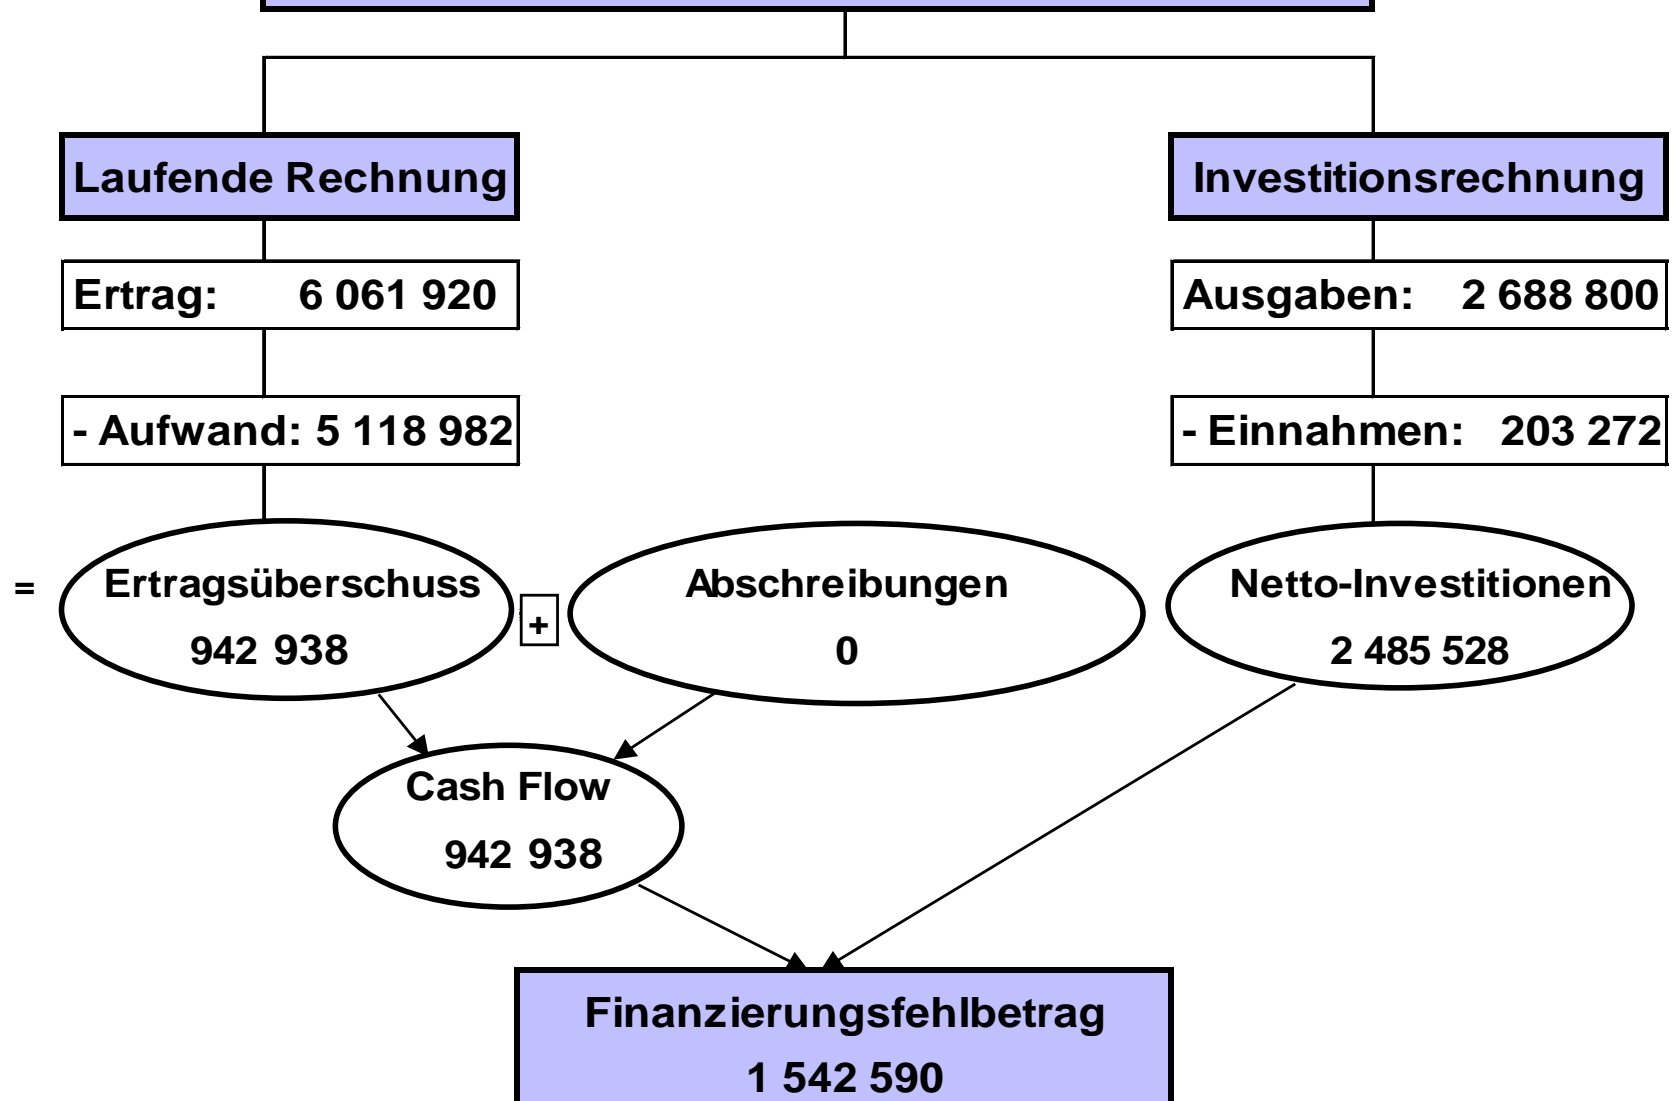 Laufende Rechnung
Investitionsrechnung
Ertrag: 6 061 920
Ausgaben: 2 688 800
- Aufwand: 5 118 982
- Einnahmen: 203 272
=
Ertragsüberschuss
942 938
+
Abschreibungen
0
Netto-Investitionen
2 485 528
Cash Flow
942 938
Finanzierungsfehlbetrag
1 542 590